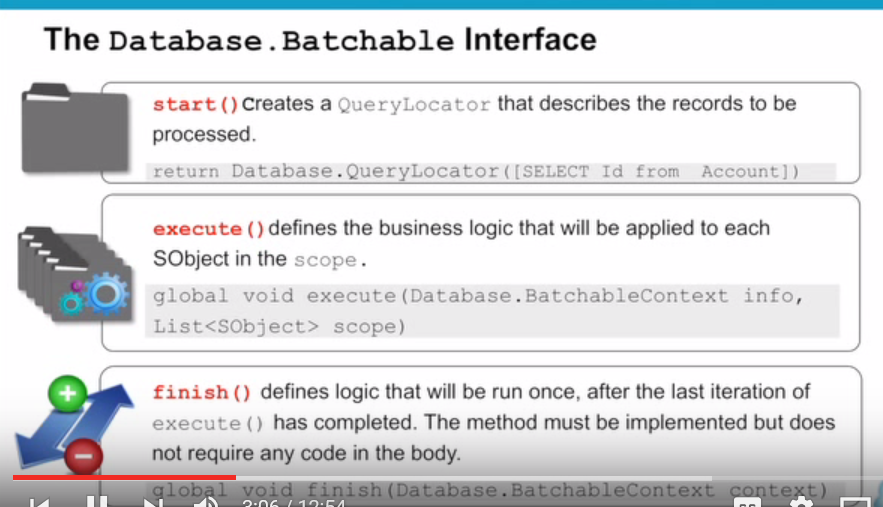 The Database.Batchable Interface
start() Creates a QueryLocator that describes the records to be
processed.
return Database.QueryLocator([SELECT Id from Account])
execute() defines the business logic that will be applied to each
SObject in the scope.
global void execute(Database.BatchableContext info,
List<SObject> scope)
finish() defines logic that will be run once, after the last iteration of
execute() has completed. The method must be implemented but does
not require any code in the body.
global void finish(Database.BatchableContext context)
3:06 / 12:54